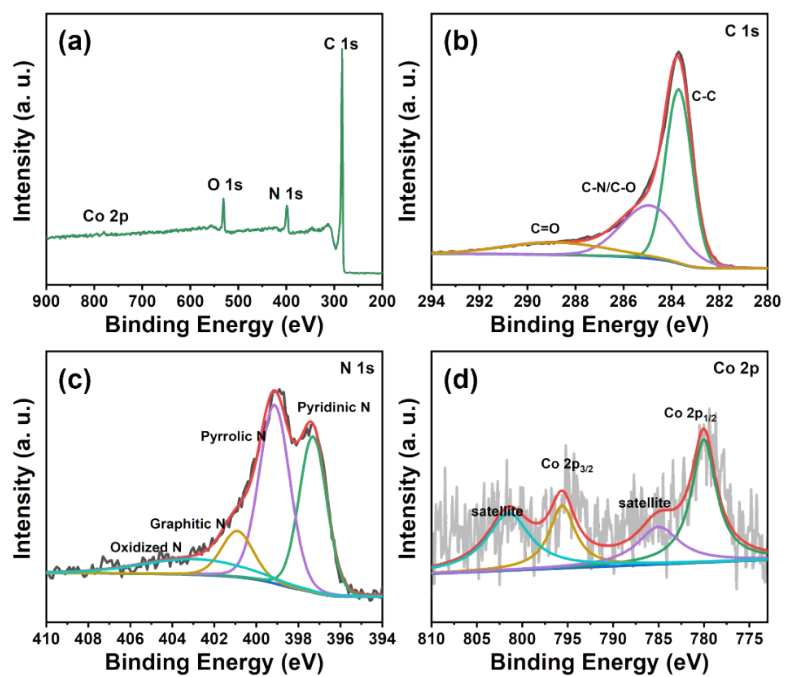 (a)
C 1s
O 1s
N 1s
Co 2p
Intensity (a. u.)
900 800 700 600 500 400 300 200
Binding Energy (eV)
(b)
C 1s
C-C
C-N/C-O
C=O
Intensity (a. u.)
294 292 290 288 286 284 282 280
Binding Energy (eV)
(c)
N 1s
Pyridinic N
Pyrrolic N
Graphitic N
Oxidized N
Intensity (a. u.)
410 408 406 404 402 400 398 396 394
Binding Energy (eV)
(d)
Co 2p
Co 2p1/2
Co 2p3/2
satellite
satellite
Intensity (a. u.)
810 805 800 795 790 785 780 775
Binding Energy (eV)